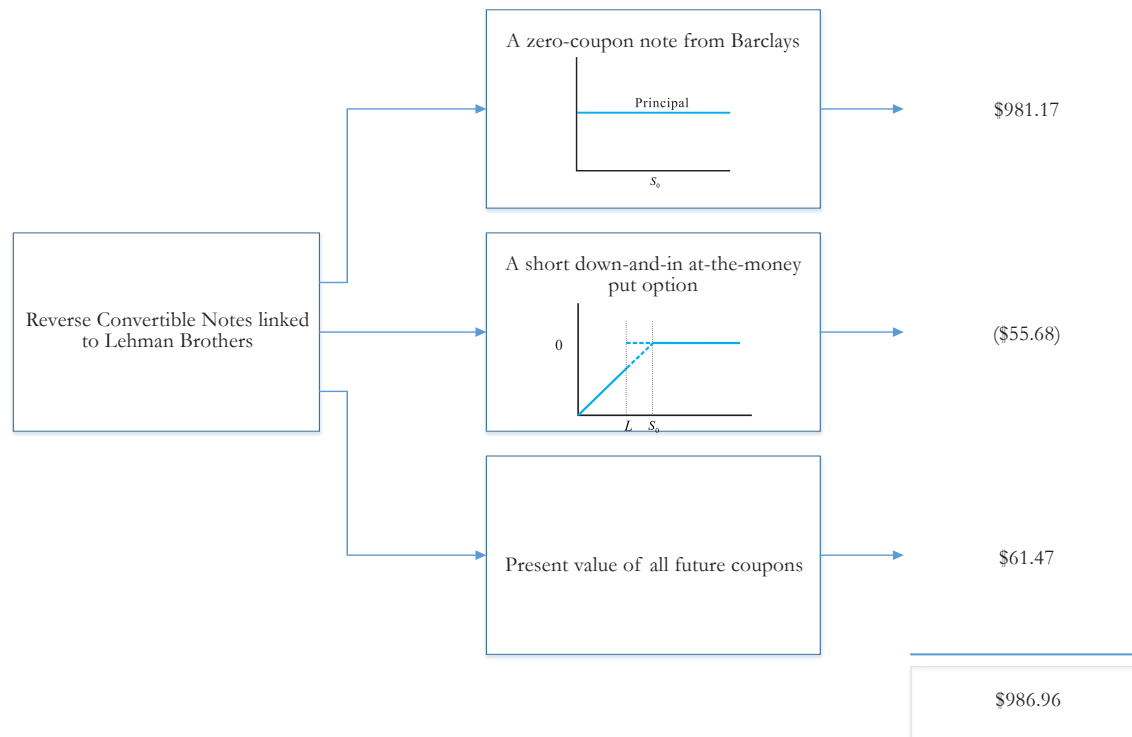 A zero-coupon note from Barclays
Principal
S₀
$981.17
Reverse Convertible Notes linked
to Lehman Brothers
A short down-and-in at-the-money
put option
0
L S₀
($55.68)
Present value of all future coupons
$61.47
$986.96